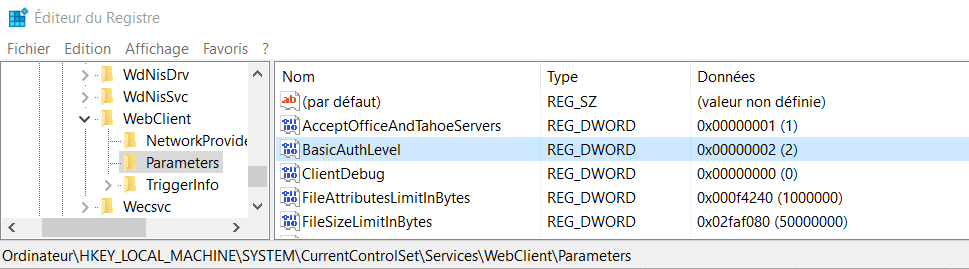 Éditeur du Registre
Fichier Edition Affichage Favoris ?
WdNisDrv
WdNisSvc
WebClient
NetworkProvide
Parameters
TriggerInfo
Wecsvc
Nom Type Données
ab (par défaut) REG_SZ (valeur non définie)
AcceptOfficeAndTahoeServers REG_DWORD 0x00000001 (1)
BasicAuthLevel REG_DWORD 0x00000002 (2)
ClientDebug REG_DWORD 0x00000000 (0)
FileAttributesLimitInBytes REG_DWORD 0x000f4240 (1000000)
FileSizeLimitInBytes REG_DWORD 0x02faf080 (50000000)
Ordinateur\HKEY_LOCAL_MACHINE\SYSTEM\CurrentControlSet\Services\WebClient\Parameters